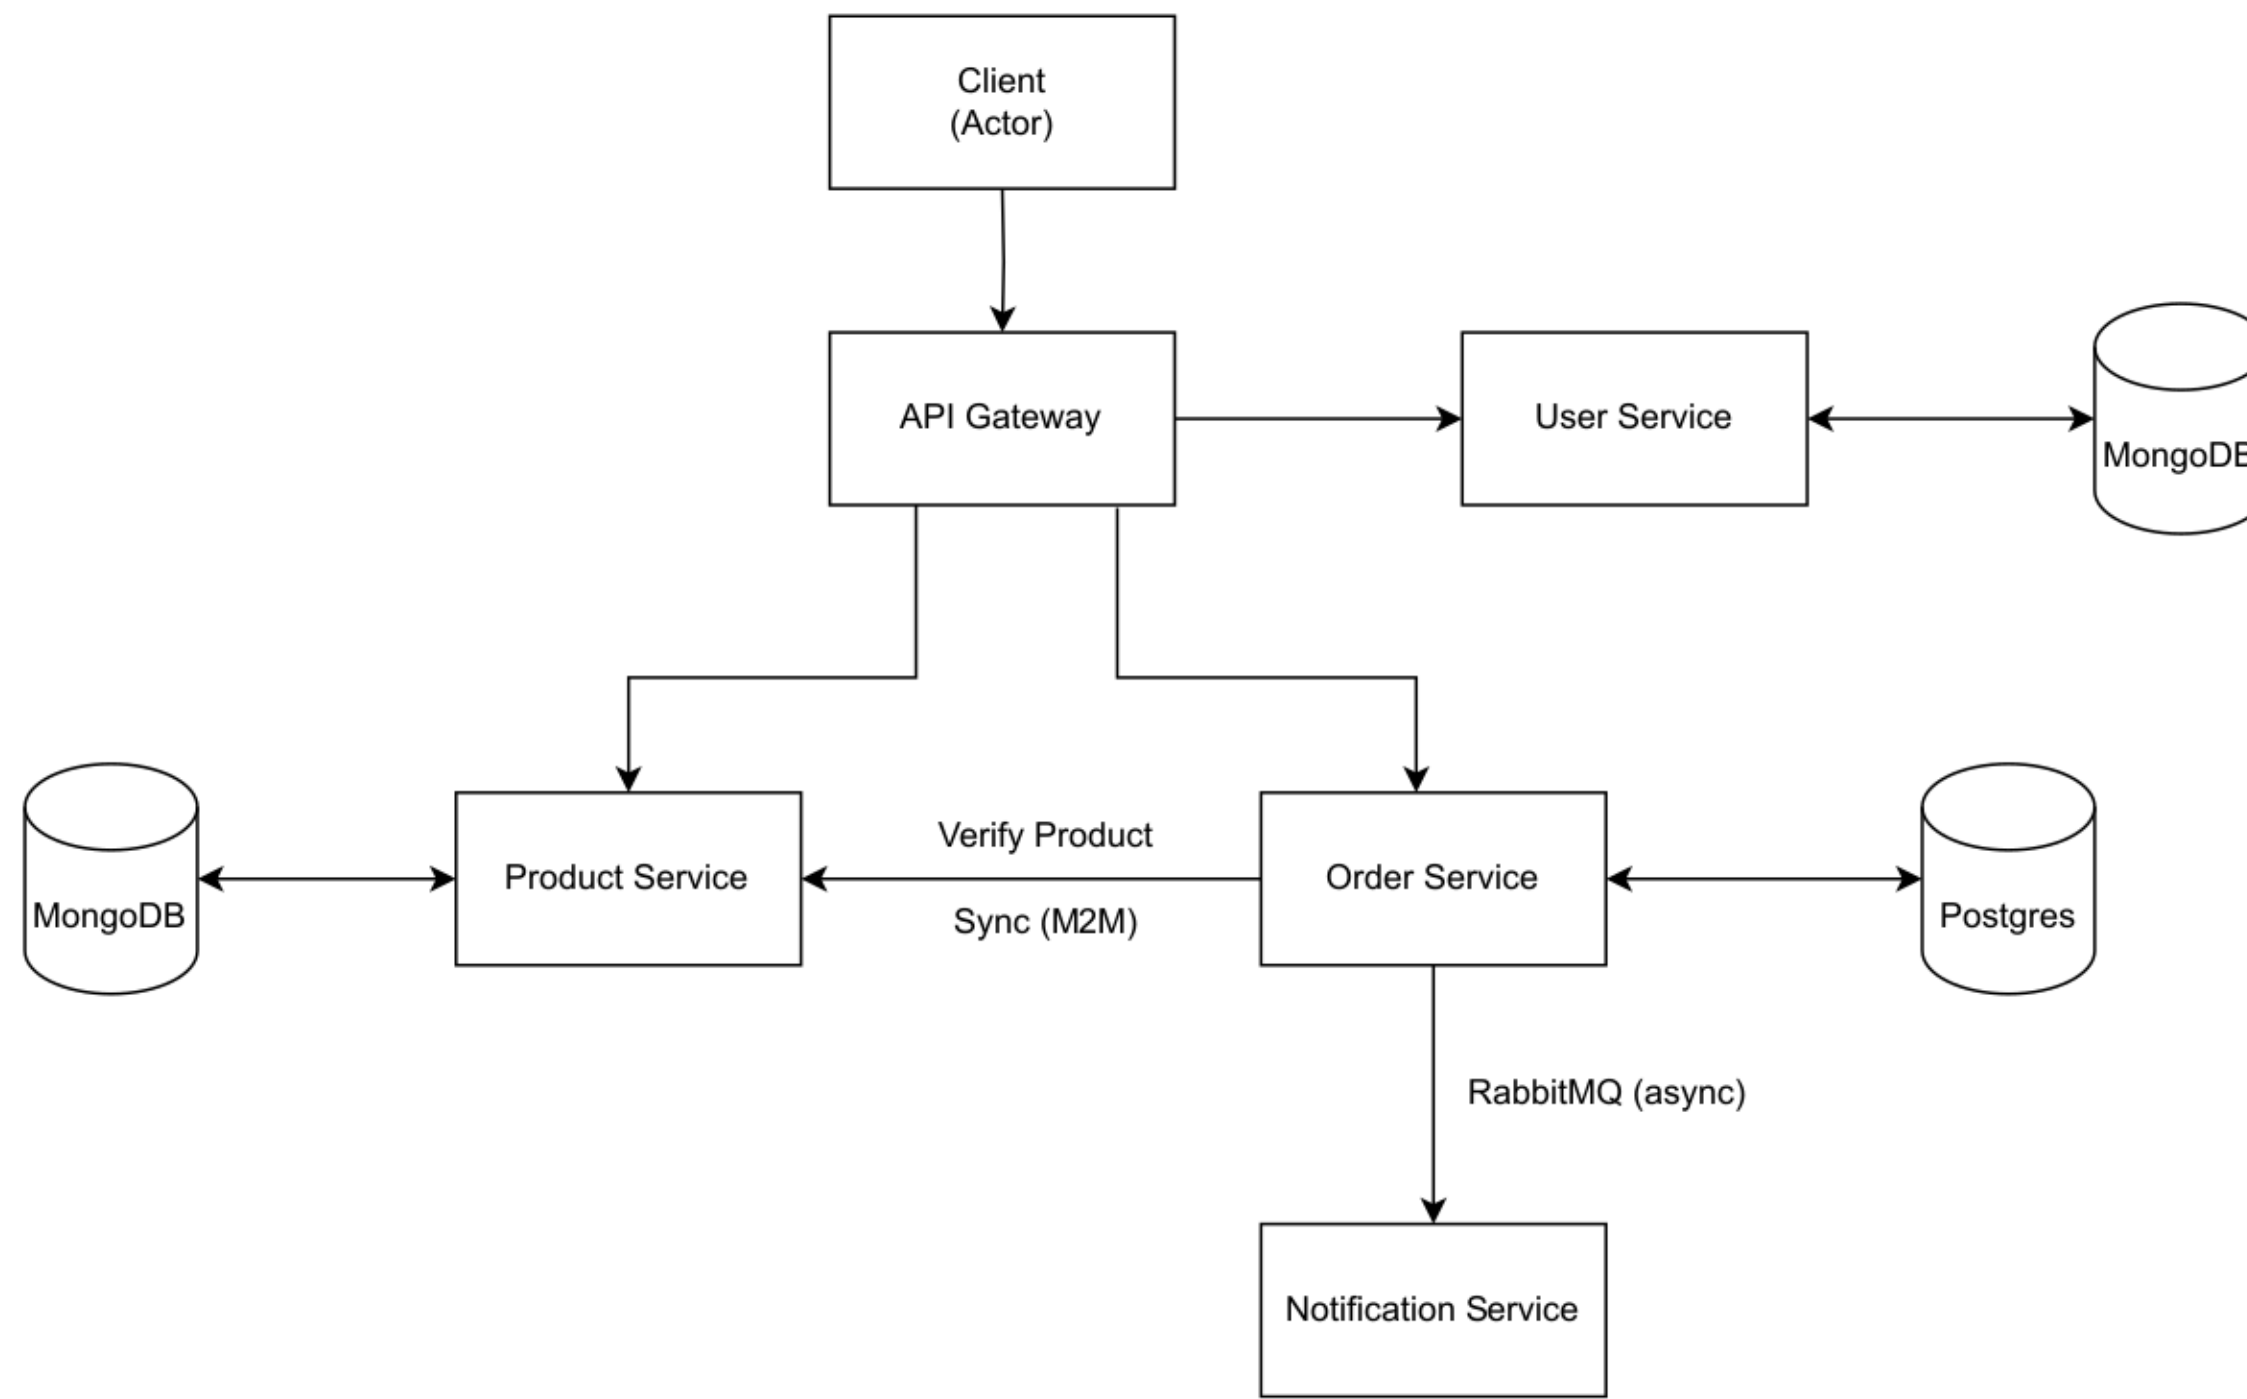 Client
(Actor)
API Gateway
User Service
MongoDB
Verify Product
Product Service
Order Service
MongoDB
Sync (M2M)
Postgres
RabbitMQ (async)
Notification Service